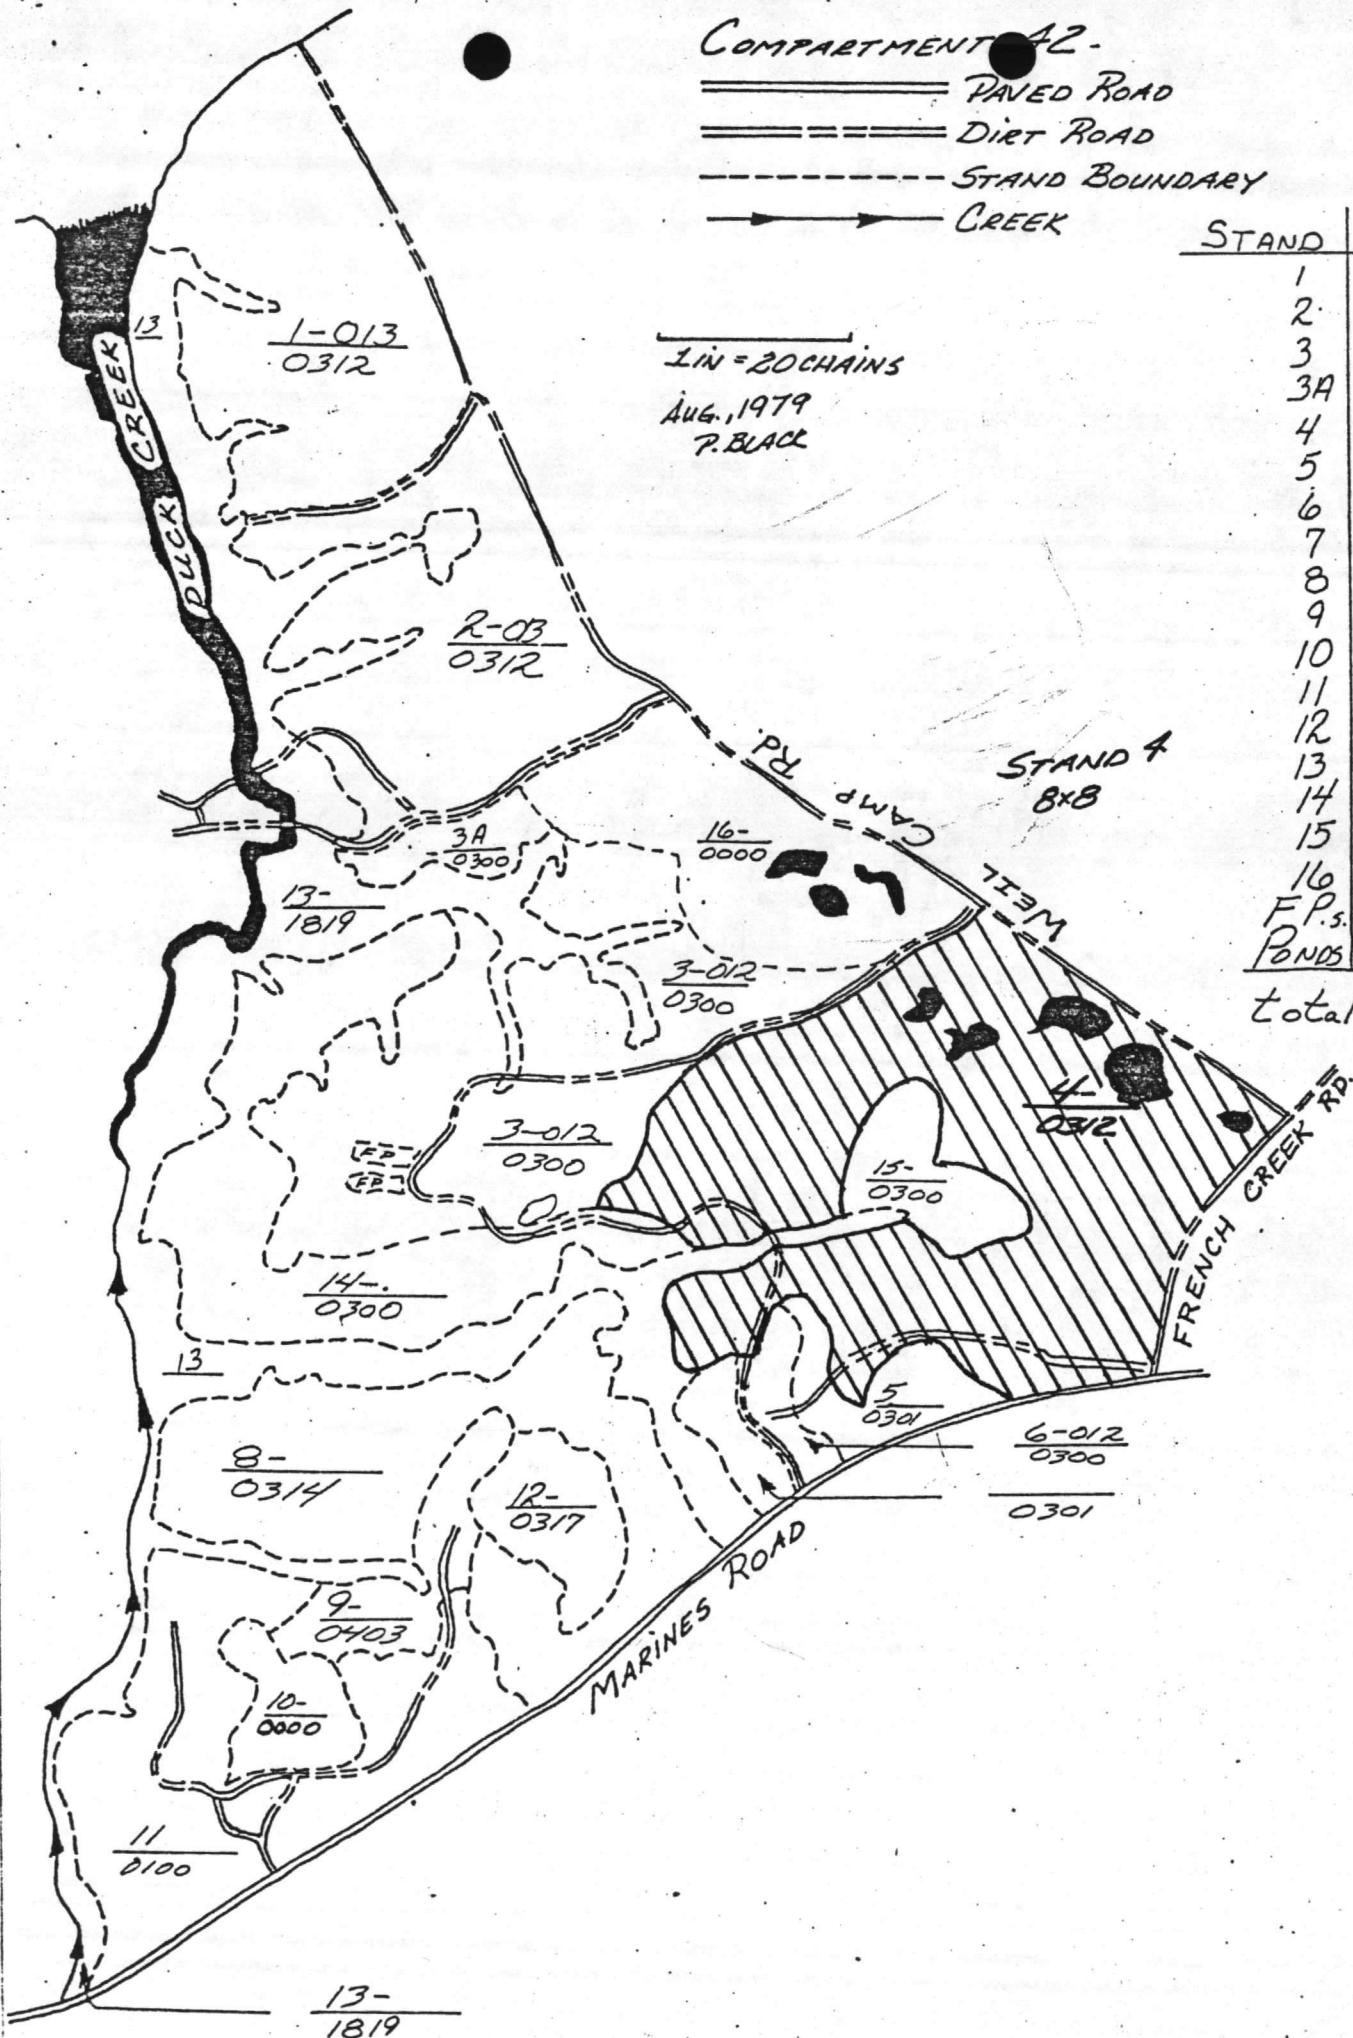 COMPARTMENT 42-
PAVED ROAD
DIRT ROAD
STAND BOUNDARY
CREEK
STAND
1
2
3
3A
4
5
6
7
8
9
10
11
12
13
14
15
16
F.P.s.
PONDS
total
1 IN = 20 CHAINS
AUG., 1979
P. BLACK
13
1-013
0312
DUCK CREEK
2-03
0312
CAMP WEIL Rd.
STAND 4
8x8
3A
0300
16-
0000
13-
1819
3-012
0300
4-
0312
3-012
0300
FP
FP
15-
0300
FRENCH CREEK RD.
14-
0300
13
5
0301
6-012
0300
0301
8-
0314
12-
0317
MARINES ROAD
9-
0403
10-
0000
11
0100
13-
1819